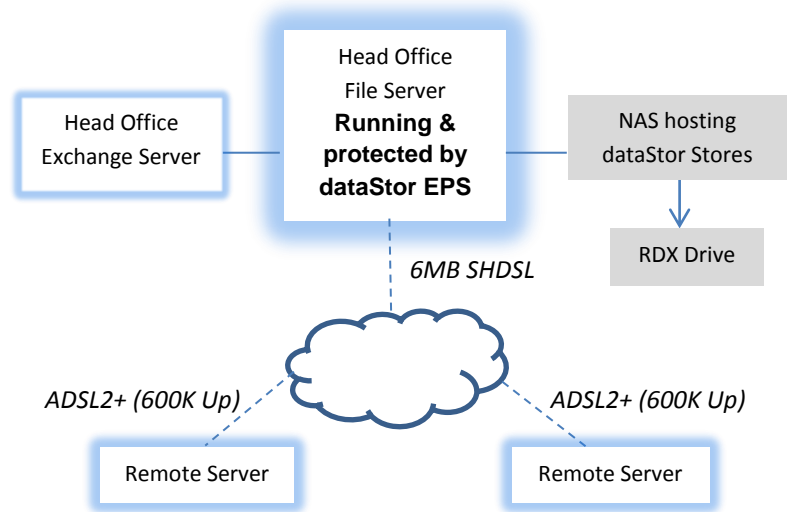 Head Office
File Server
Running &
protected by
dataStor EPS
Head Office
Exchange Server
NAS hosting
dataStor Stores
RDX Drive
6MB SHDSL
ADSL2+ (600K Up)
ADSL2+ (600K Up)
Remote Server
Remote Server